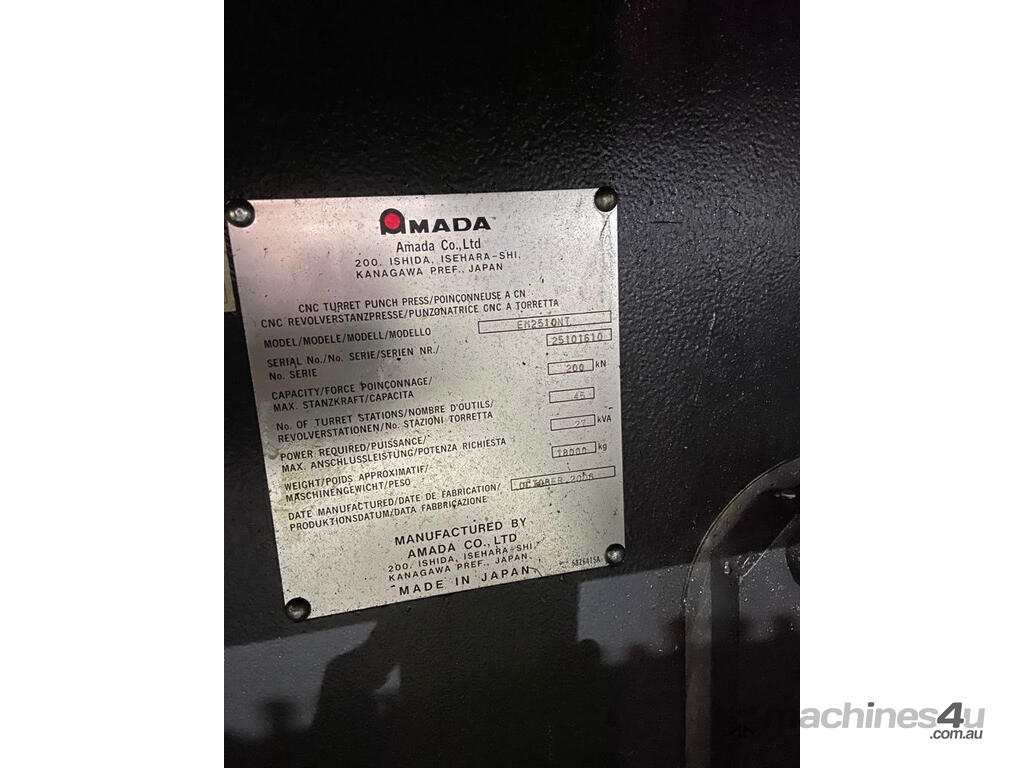 AMADA
Amada Co.,Ltd
200. ISHIDA, ISEHARA-SHI,
KANAGAWA PREF., JAPAN
CNC TURRET PUNCH PRESS/POINÇONNEUSE A CN
CNC REVOLVERSTANZPRESSE/PUNZONATRICE CNC A TORRETTA
MODEL/MODELE/MODELL/MODELLO EM2510NT
SERIAL No./No. SERIE/SERIEN NR./ 25101610
No. SERIE
CAPACITY/FORCE POINÇONNAGE/ 200 kN
MAX. STANZKRAFT/CAPACITA
No. OF TURRET STATIONS/NOMBRE D'OUTILS/ 45
REVOLVERSTATIONEN/No. STAZIONI TORRETTA
POWER REQUIRED/PUISSANCE/ 27 kVA
MAX. ANSCHLUSSLEISTUNG/POTENZA RICHIESTA
WEIGHT/POIDS APPROXIMATIF/ 18000 kg
MASCHINENGEWICHT/PESO
DATE MANUFACTURED/DATE DE FABRICATION/ OCTOBER
PRODUKTIONSDATUM/DATA FABBRICAZIONE
MANUFACTURED BY
AMADA CO., LTD
200. ISHIDA, ISEHARA-SHI,
KANAGAWA PREF., JAPAN
MADE IN JAPAN
machines4u
.com.au